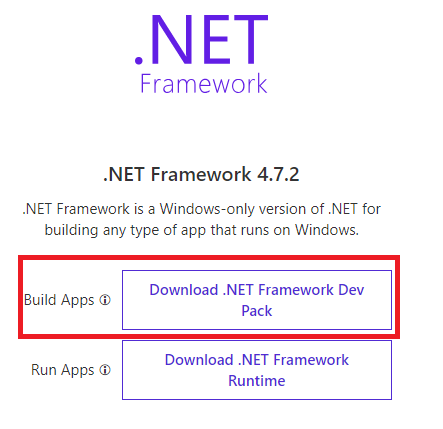 .NET
Framework
.NET Framework 4.7.2
.NET Framework is a Windows-only version of .NET for
building any type of app that runs on Windows.
Build Apps ⓘ
Download .NET Framework Dev
Pack
Run Apps ⓘ
Download .NET Framework
Runtime